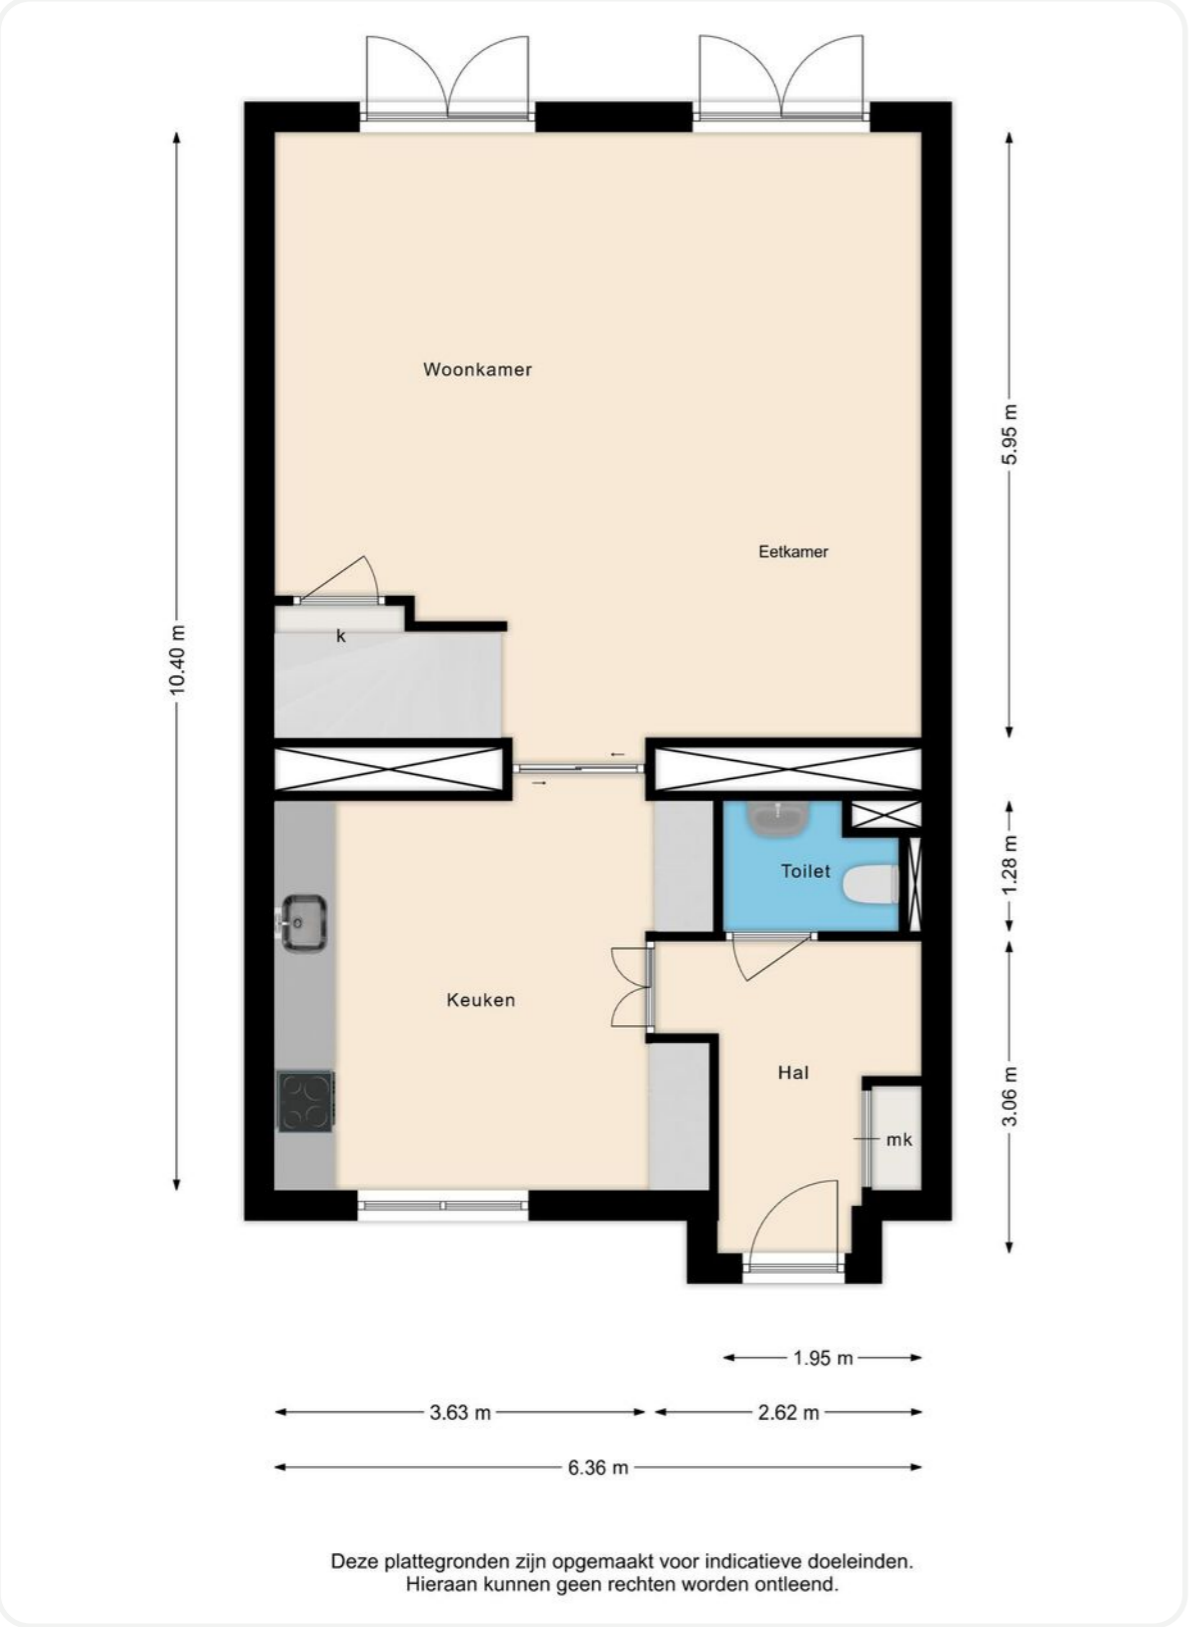 Woonkamer
5.95 m
Eetkamer
k
10.40 m
Toilet
1.28 m
Keuken
Hal
3.06 m
mk
1.95 m
3.63 m
2.62 m
6.36 m
Deze plattegronden zijn opgemaakt voor indicatieve doeleinden.
Hieraan kunnen geen rechten worden ontleend.